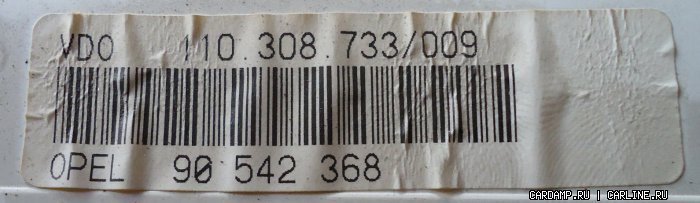 VDO 110.308.733/009
OPEL 90 542 368
CARDAMP.RU | CARLINE.RU